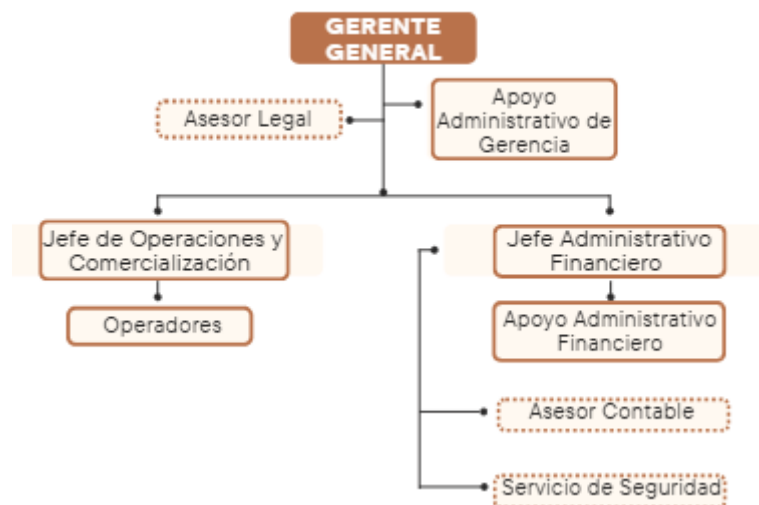 GERENTE
GENERAL
Apoyo
Administrativo de
Gerencia
Asesor Legal
Jefe de Operaciones y
Comercialización
Jefe Administrativo
Financiero
Operadores
Apoyo Administrativo
Financiero
Asesor Contable
Servicio de Seguridad